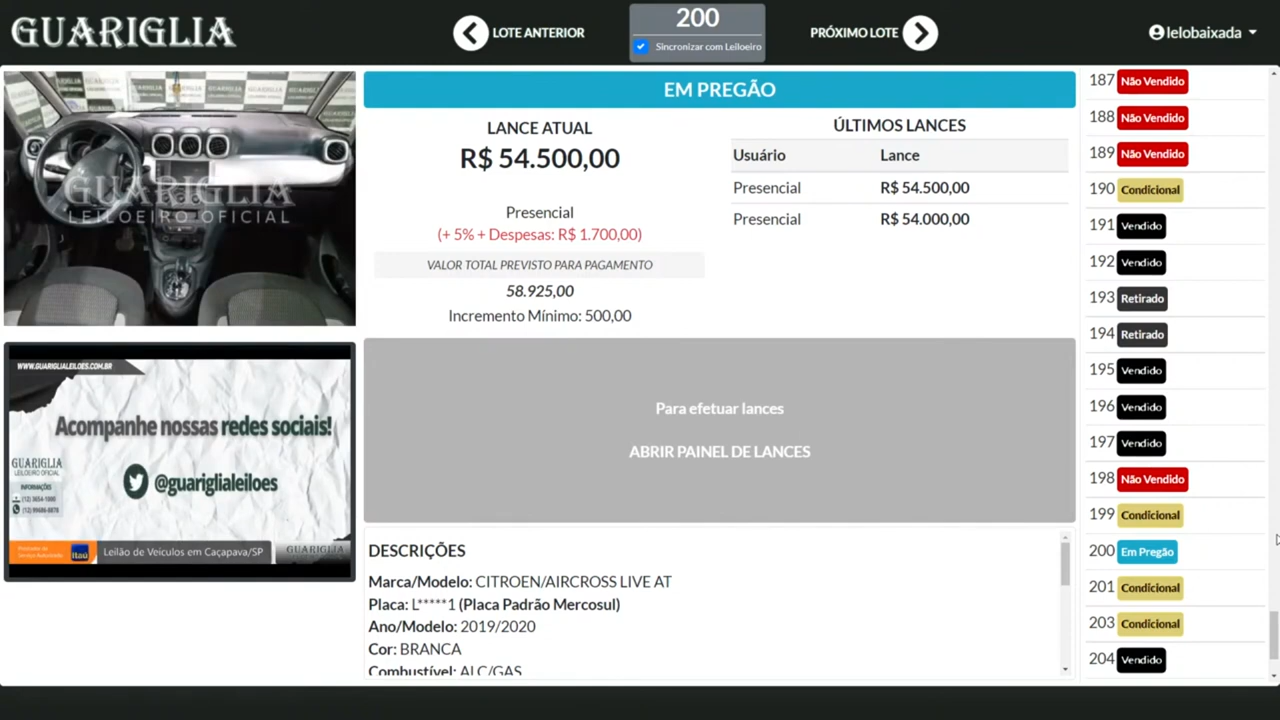 GUARIGLIA
LOTE ANTERIOR
200
Sincronizar com Leiloeiro
PRÓXIMO LOTE
lelobaixada
GUARIGLIA
LEILOEIRO OFICIAL
EM PREGÃO
LANCE ATUAL
R$ 54.500,00
Presencial
(+ 5% + Despesas: R$ 1.700,00)
VALOR TOTAL PREVISTO PARA PAGAMENTO
58.925,00
Incremento Mínimo: 500,00
ÚLTIMOS LANCES
Usuário Lance
Presencial R$ 54.500,00
Presencial R$ 54.000,00
Para efetuar lances
ABRIR PAINEL DE LANCES
WWW.GUARIGLIALEILOES.COM.BR
Acompanhe nossas redes sociais!
@guariglialeiloes
GUARIGLIA
LEILOEIRO OFICIAL
INFORMAÇÕES
(12) 3654-1000
itaú
Leilão de Veículos em Caçapava/SP
GUARIGLIA
DESCRIÇÕES
Marca/Modelo: CITROEN/AIRCROSS LIVE AT
Placa: L*****1 (Placa Padrão Mercosul)
Ano/Modelo: 2019/2020
Cor: BRANCA
Combustível: ALC/GAS
187 Não Vendido
188 Não Vendido
189 Não Vendido
190 Condicional
191 Vendido
192 Vendido
193 Retirado
194 Retirado
195 Vendido
196 Vendido
197 Vendido
198 Não Vendido
199 Condicional
200 Em Pregão
201 Condicional
203 Condicional
204 Vendido